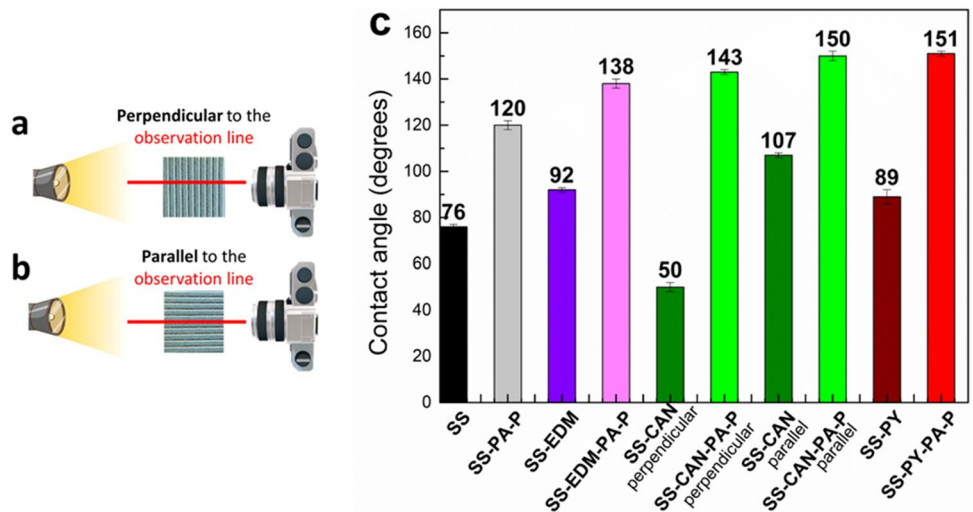 a
Perpendicular to the
observation line
b
Parallel to the
observation line
c
Contact angle (degrees)
160
140
120
100
80
60
40
20
0
76
120
92
138
50
143
107
150
89
151
SS
SS-PA-P
SS-EDM
SS-EDM-PA-P
SS-CAN
perpendicular
SS-CAN-PA-P
perpendicular
SS-CAN
parallel
SS-CAN-PA-P
parallel
SS-PY
SS-PY-PA-P